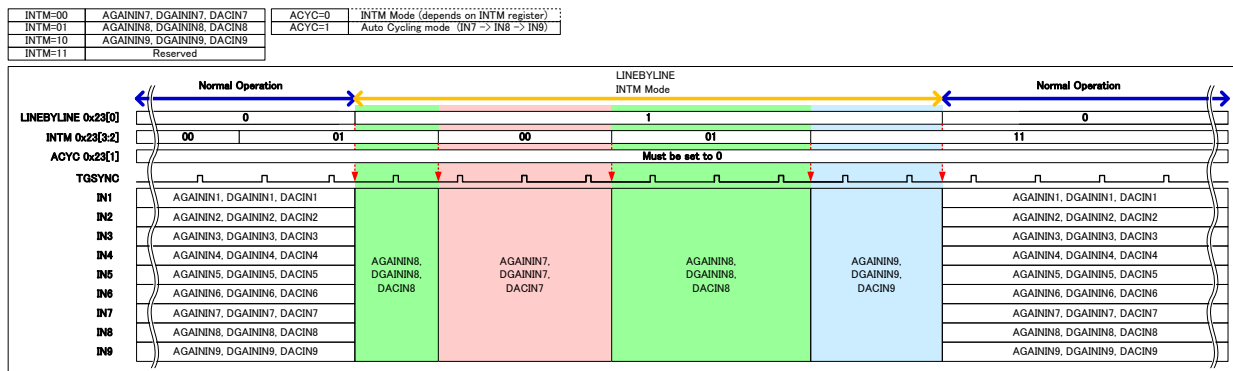 INTM=00 AGAININ7, DGAININ7, DACIN7 ACYC=0 INTM Mode (depends on INTM register)
INTM=01 AGAININ8, DGAININ8, DACIN8 ACYC=1 Auto Cycling mode (IN7 -> IN8 -> IN9)
INTM=10 AGAININ9, DGAININ9, DACIN9
INTM=11 Reserved
Normal Operation LINEBYLINE Normal Operation
INTM Mode
LINEBYLINE 0x23[0] 0 1 0
INTM 0x23[3:2] 00 01 00 01 11
ACYC 0x23[1] Must be set to 0
TGSYNC
IN1 AGAININ1, DGAININ1, DACIN1 AGAININ1, DGAININ1, DACIN1
IN2 AGAININ2, DGAININ2, DACIN2 AGAININ2, DGAININ2, DACIN2
IN3 AGAININ3, DGAININ3, DACIN3 AGAININ3, DGAININ3, DACIN3
IN4 AGAININ4, DGAININ4, DACIN4 AGAININ8, AGAININ7, AGAININ8, AGAININ9, AGAININ4, DGAININ4, DACIN4
IN5 AGAININ5, DGAININ5, DACIN5 DGAININ8, DGAININ7, DGAININ8, DGAININ9, AGAININ5, DGAININ5, DACIN5
IN6 AGAININ6, DGAININ6, DACIN6 DACIN8 DACIN7 DACIN8 DACIN9 AGAININ6, DGAININ6, DACIN6
IN7 AGAININ7, DGAININ7, DACIN7 AGAININ7, DGAININ7, DACIN7
IN8 AGAININ8, DGAININ8, DACIN8 AGAININ8, DGAININ8, DACIN8
IN9 AGAININ9, DGAININ9, DACIN9 AGAININ9, DGAININ9, DACIN9